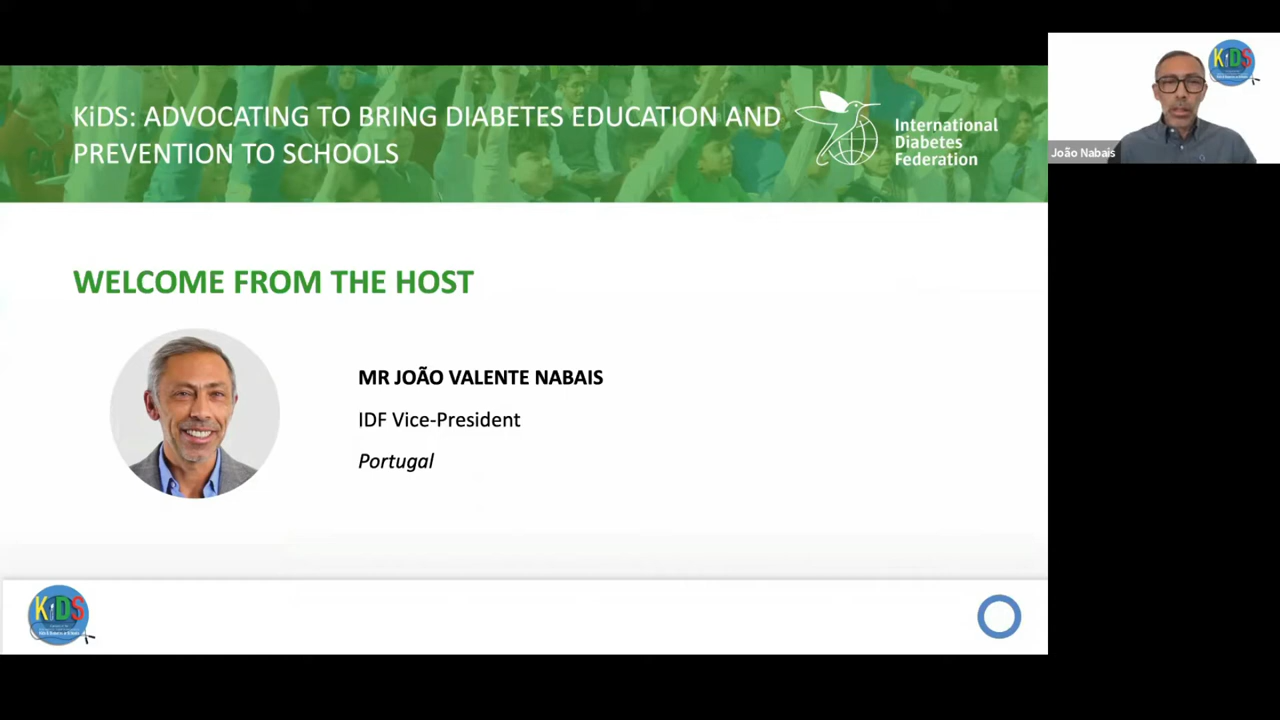 KiDS: ADVOCATING TO BRING DIABETES EDUCATION AND
PREVENTION TO SCHOOLS
International
Diabetes
Federation
KiDS
João Nabais
WELCOME FROM THE HOST
MR JOÃO VALENTE NABAIS
IDF Vice-President
Portugal
KiDS